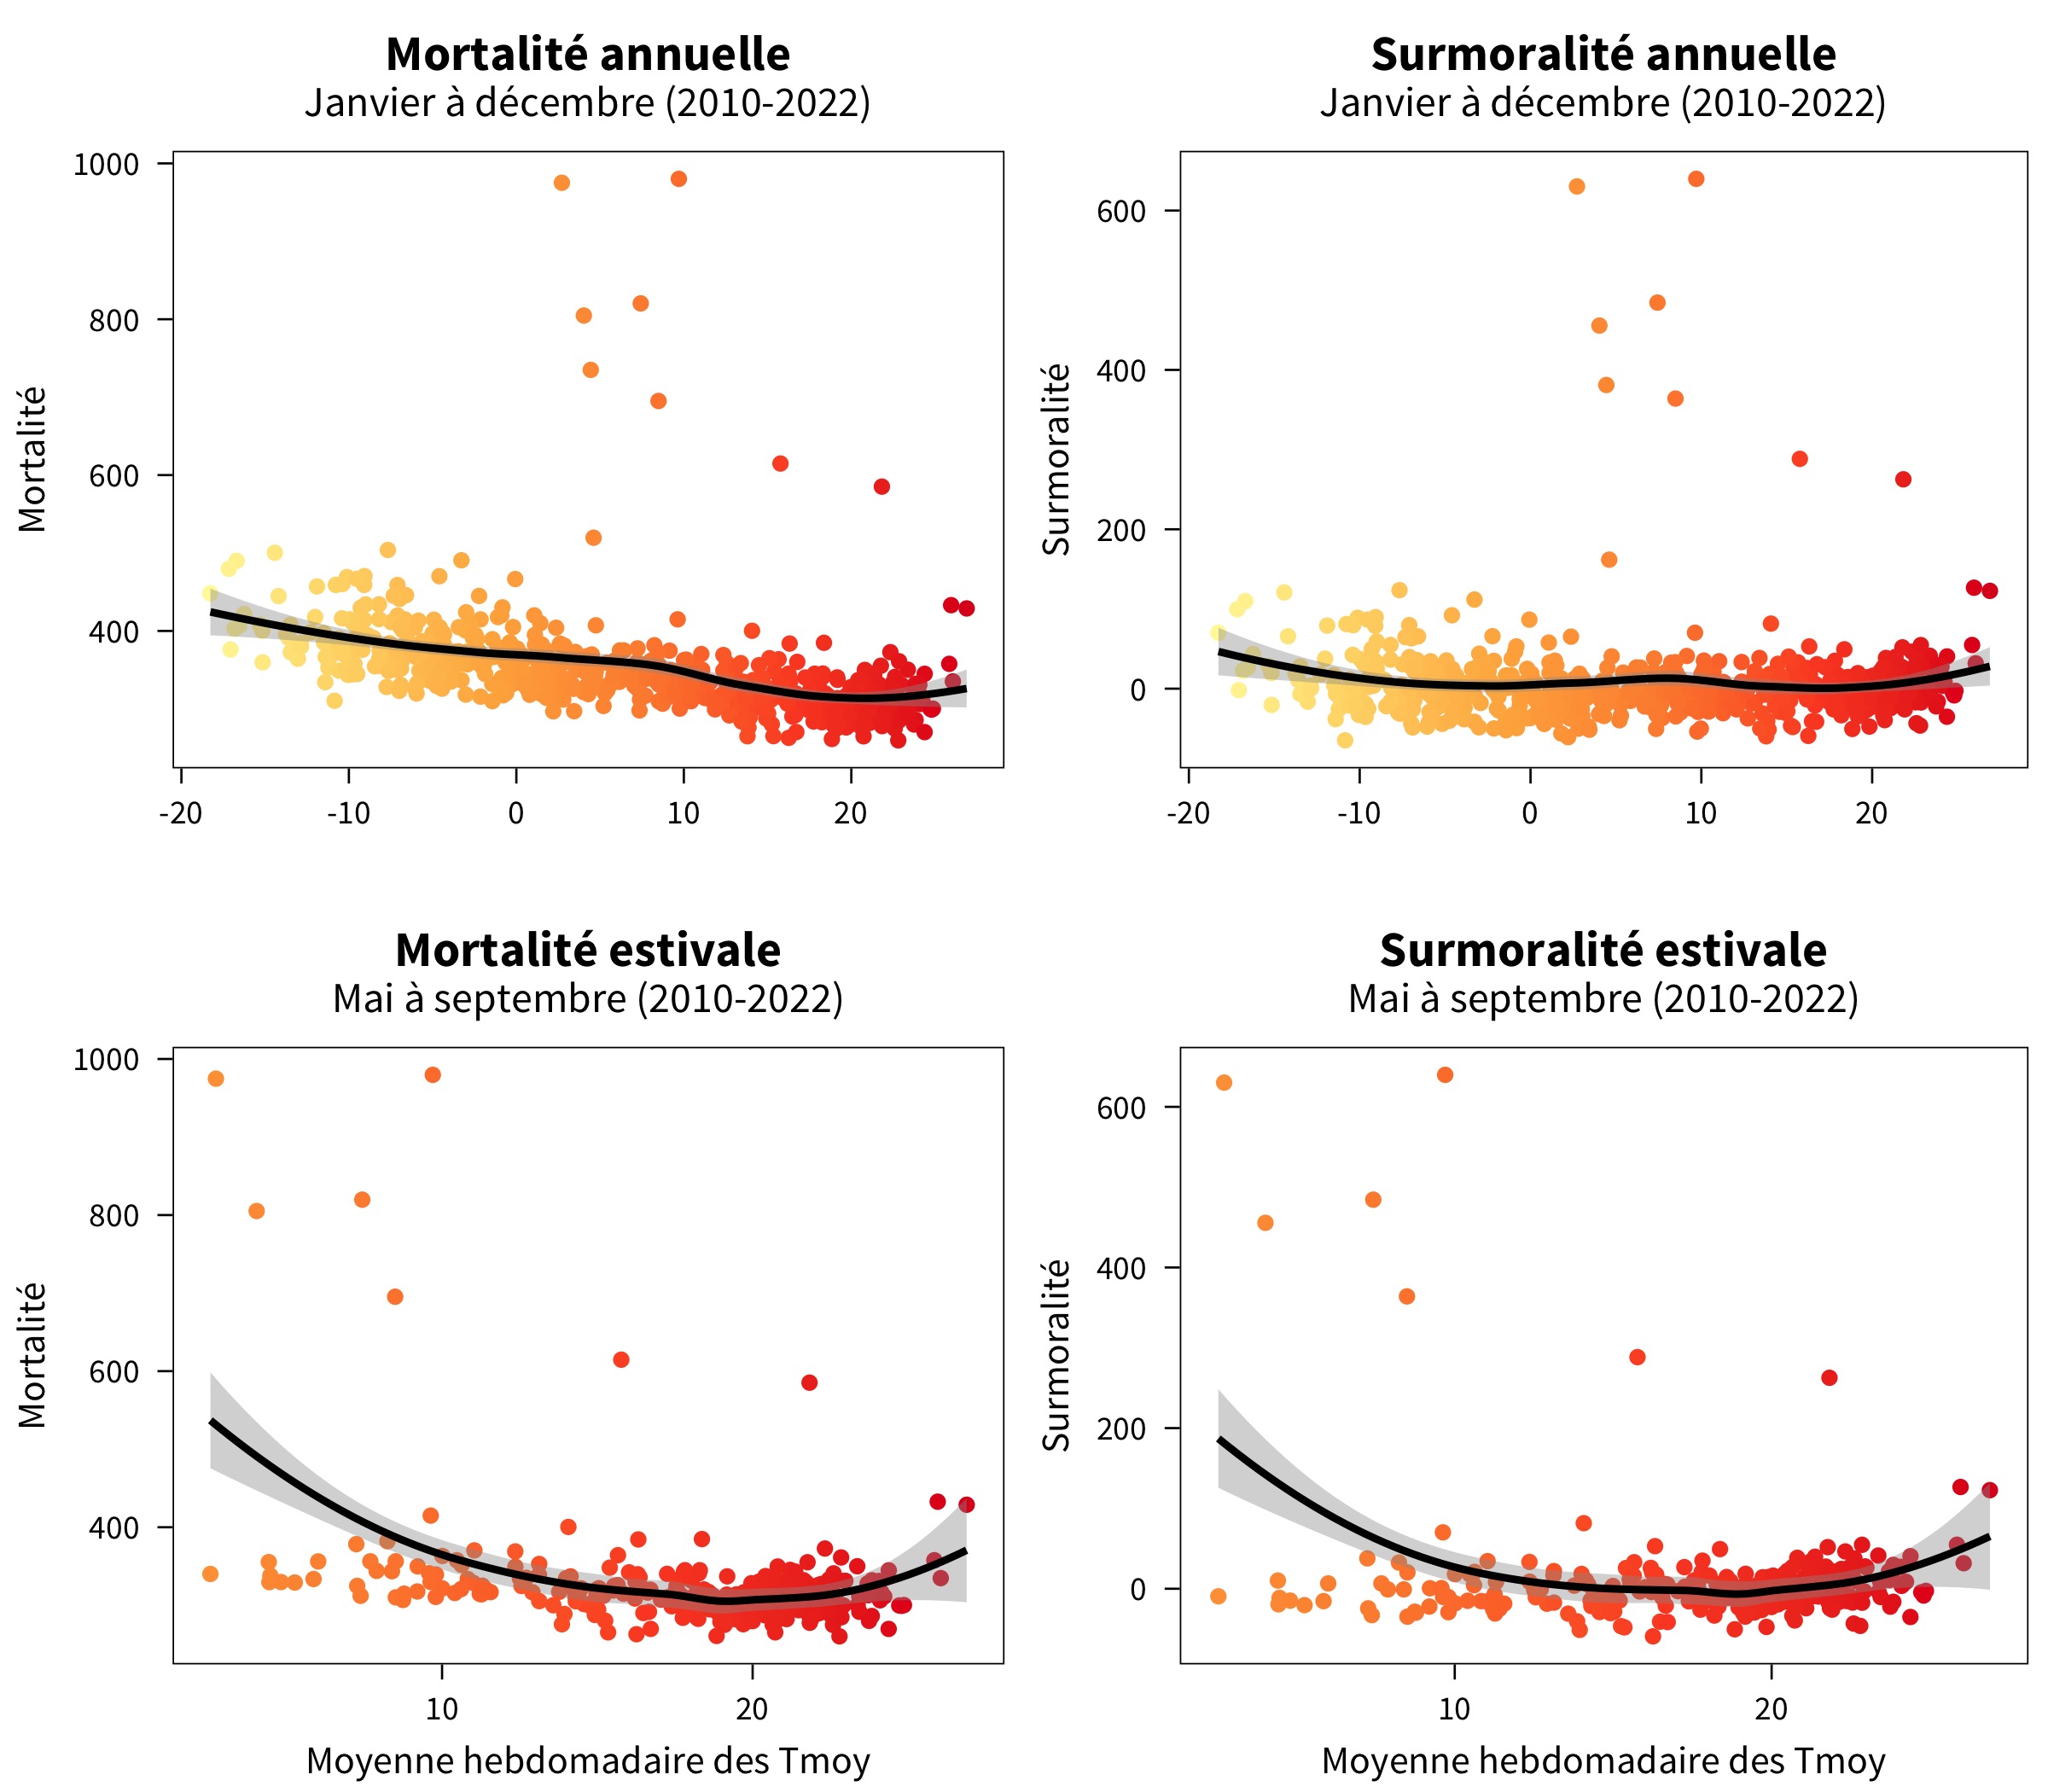 Mortalité annuelle
Janvier à décembre (2010-2022)
1000
800
600
400
Mortalité
-20 -10 0 10 20
Surmoralité annuelle
Janvier à décembre (2010-2022)
600
400
200
0
Surmoralité
-20 -10 0 10 20
Mortalité estivale
Mai à septembre (2010-2022)
1000
800
600
400
Mortalité
10 20
Moyenne hebdomadaire des Tmoy
Surmoralité estivale
Mai à septembre (2010-2022)
600
400
200
0
Surmoralité
10 20
Moyenne hebdomadaire des Tmoy